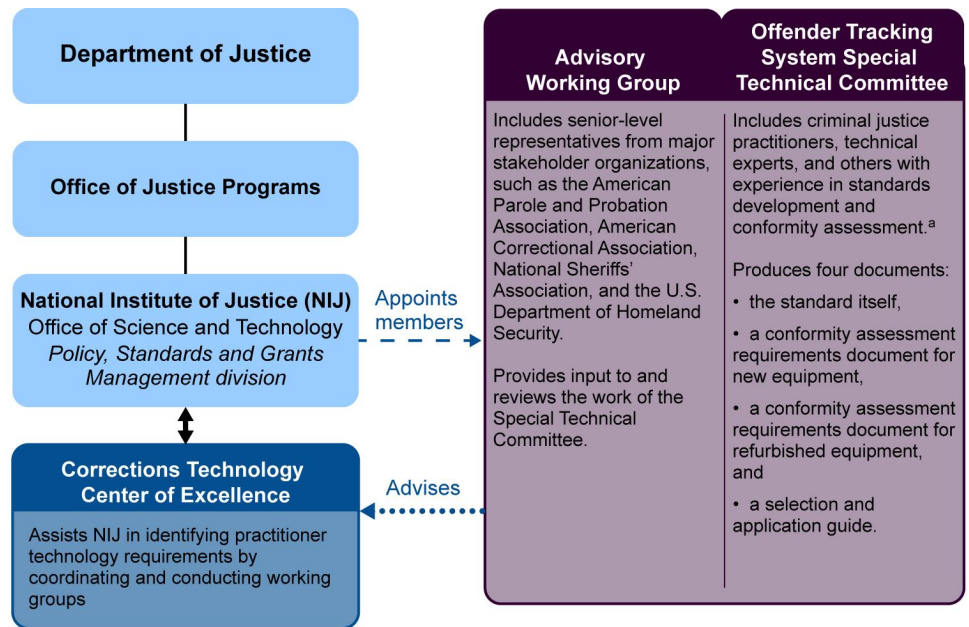 Department of Justice
Office of Justice Programs
National Institute of Justice (NIJ)
Office of Science and Technology
Policy, Standards and Grants
Management division
Appoints
members
Corrections Technology
Center of Excellence
Assists NIJ in identifying practitioner
technology requirements by
coordinating and conducting working
groups
Advises
Advisory
Working Group
Includes senior-level
representatives from major
stakeholder organizations,
such as the American
Parole and Probation
Association, American
Correctional Association,
National Sheriffs’
Association, and the U.S.
Department of Homeland
Security.
Provides input to and
reviews the work of the
Special Technical
Committee.
Offender Tracking
System Special
Technical Committee
Includes criminal justice
practitioners, technical
experts, and others with
experience in standards
development and
conformity assessment.ᵃ
Produces four documents:
• the standard itself,
• a conformity assessment
requirements document for
new equipment,
• a conformity assessment
requirements document for
refurbished equipment,
and
• a selection and
application guide.